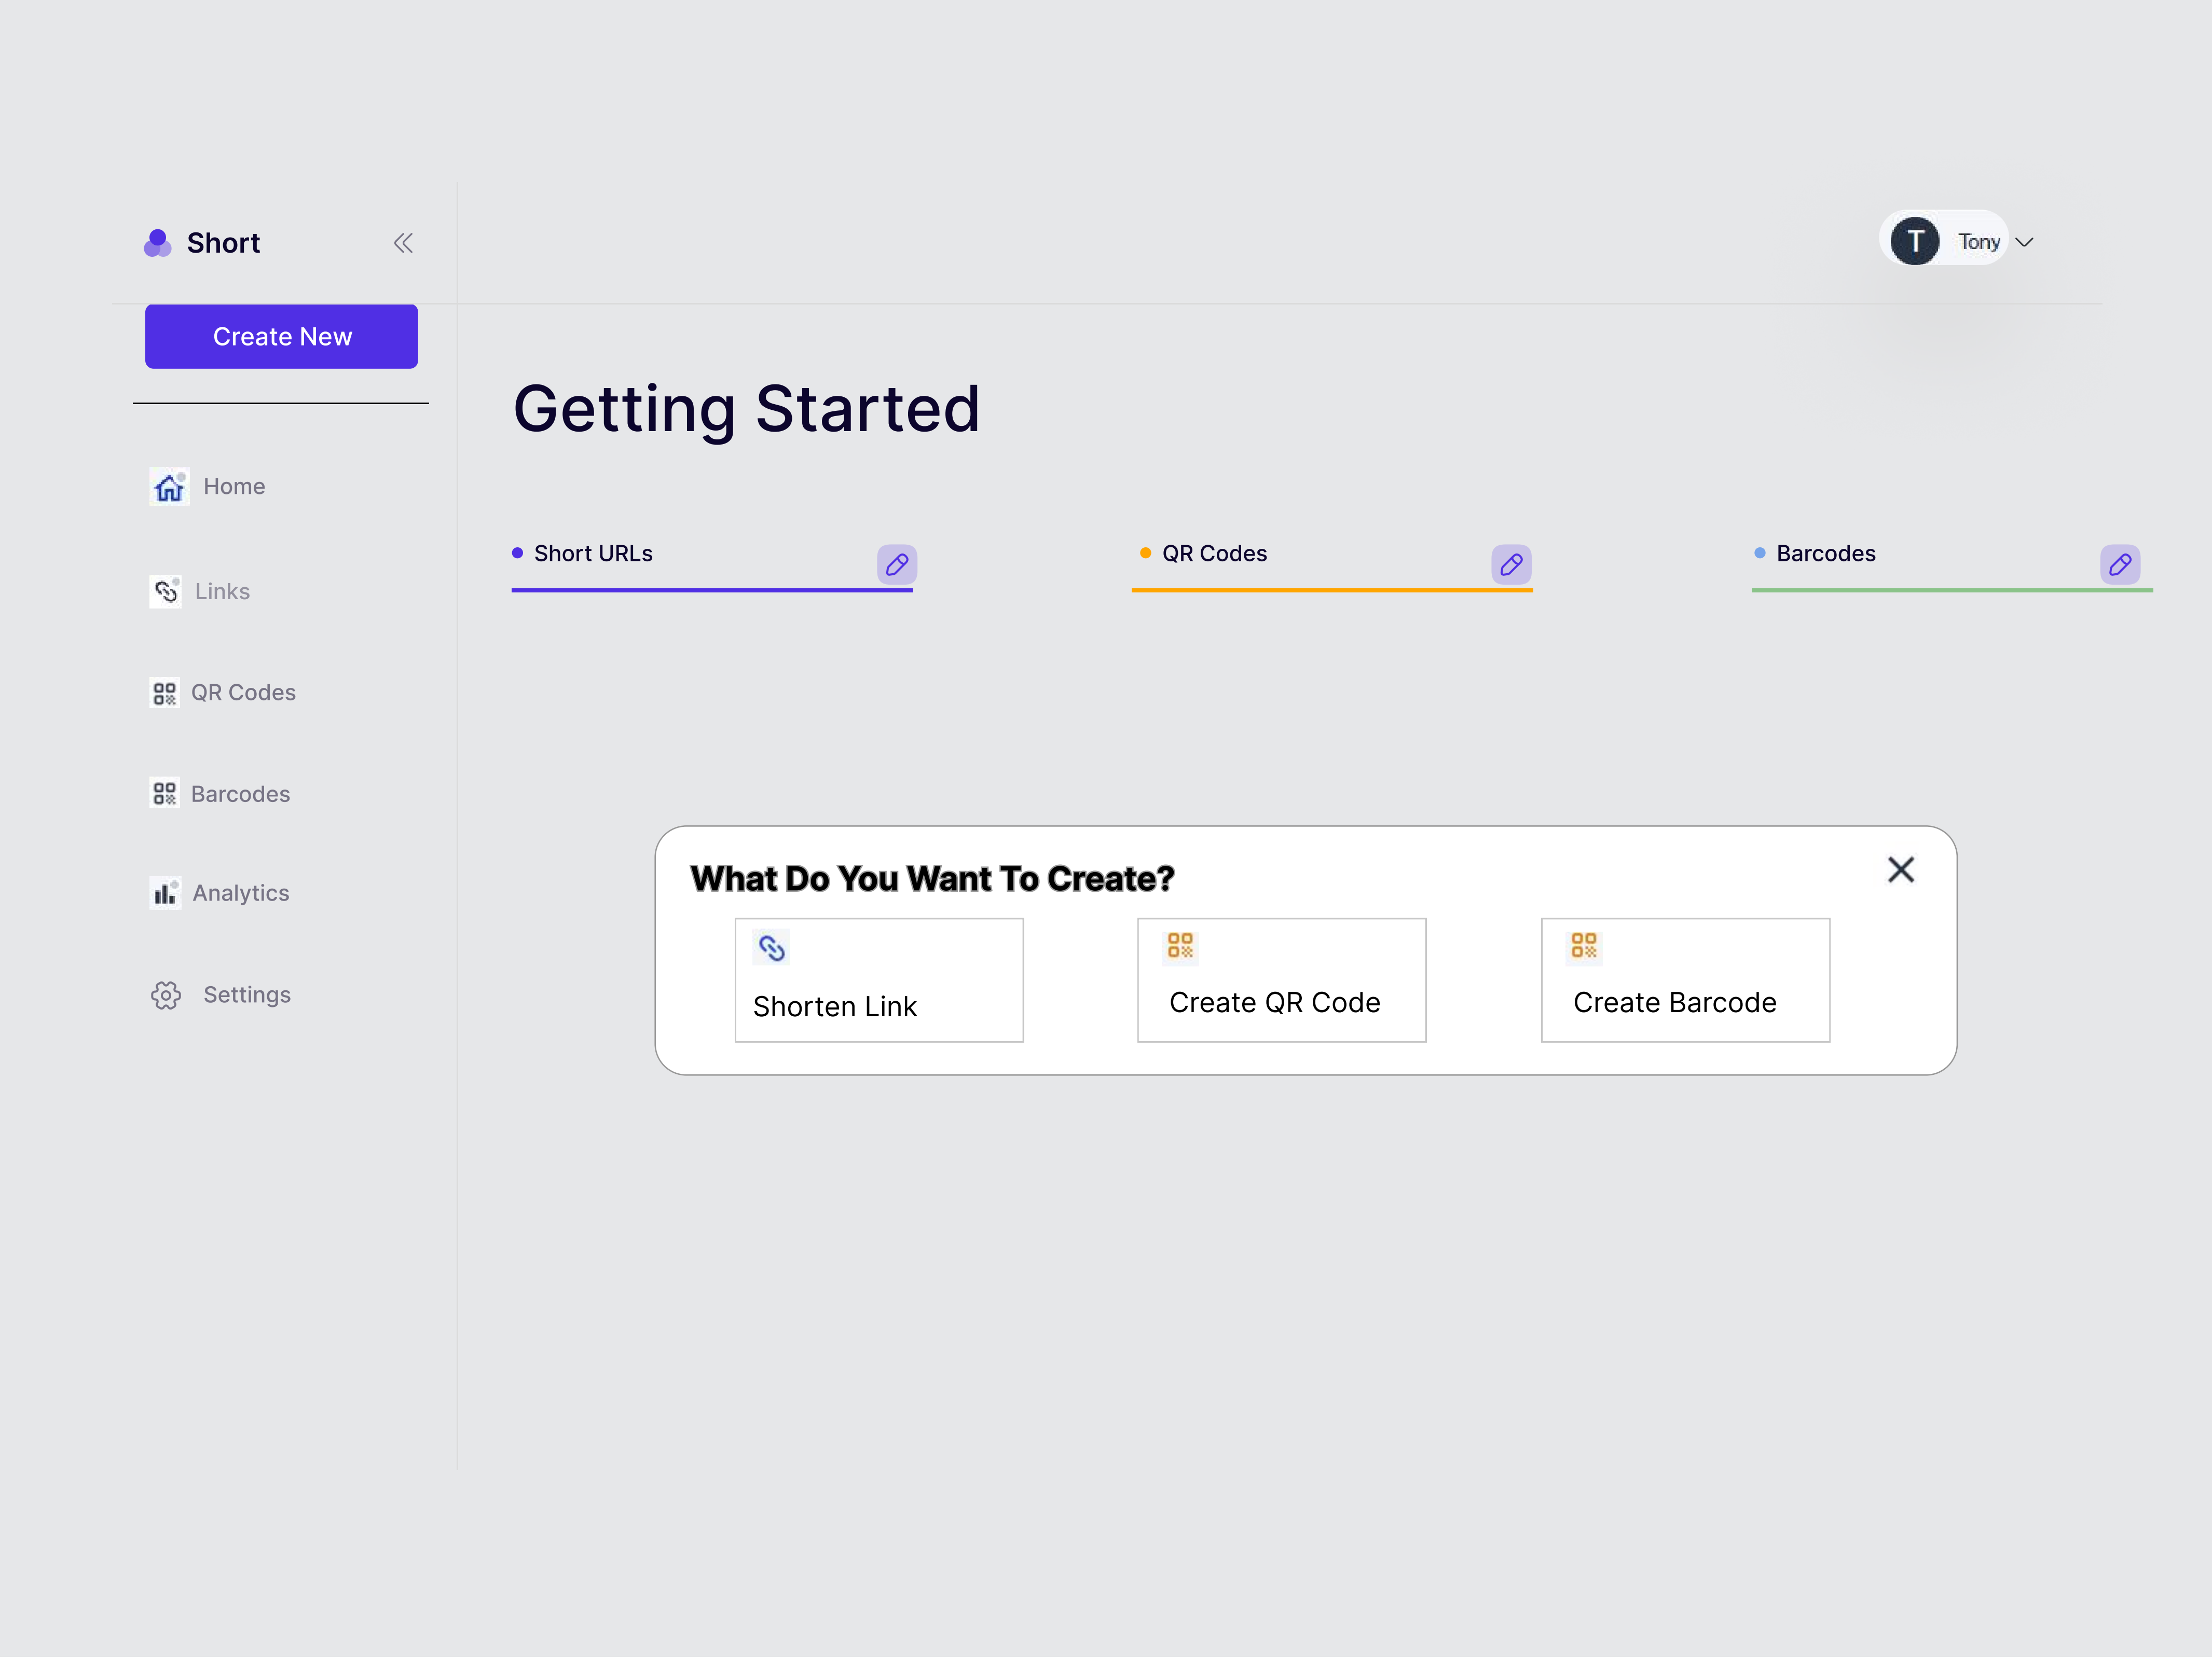 Short
T Tony
Create New
Getting Started
Home
Short URLs
QR Codes
Barcodes
Links
QR Codes
Barcodes
Analytics
Settings
What Do You Want To Create?
Shorten Link
Create QR Code
Create Barcode